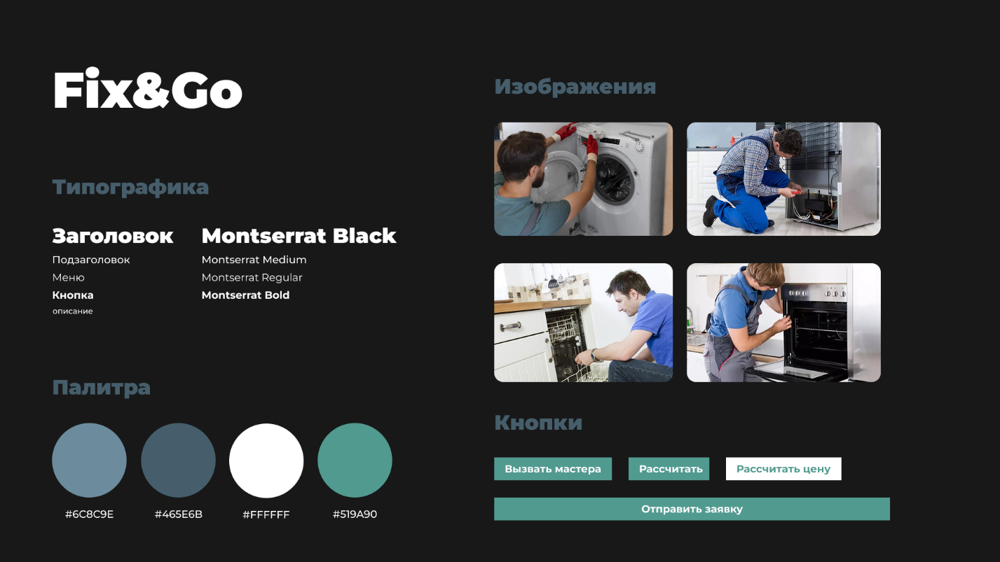 Fix&Go
Типографика
Заголовок Montserrat Black
Подзаголовок Montserrat Medium
Меню Montserrat Regular
Кнопка Montserrat Bold
описание
Палитра
#6C8C9E #465E6B #FFFFFF #519A90
Изображения
Кнопки
Вызвать мастера Рассчитать Рассчитать цену
Отправить заявку